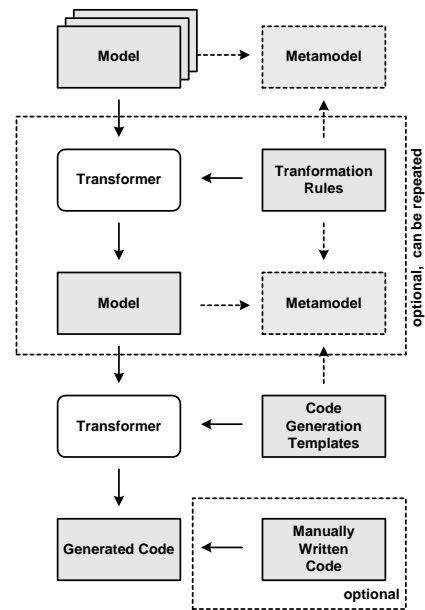 Model
Metamodel
Transformer
Tranformation
Rules
optional, can be repeated
Model
Metamodel
Transformer
Code
Generation
Templates
Generated Code
Manually
Written
Code
optional